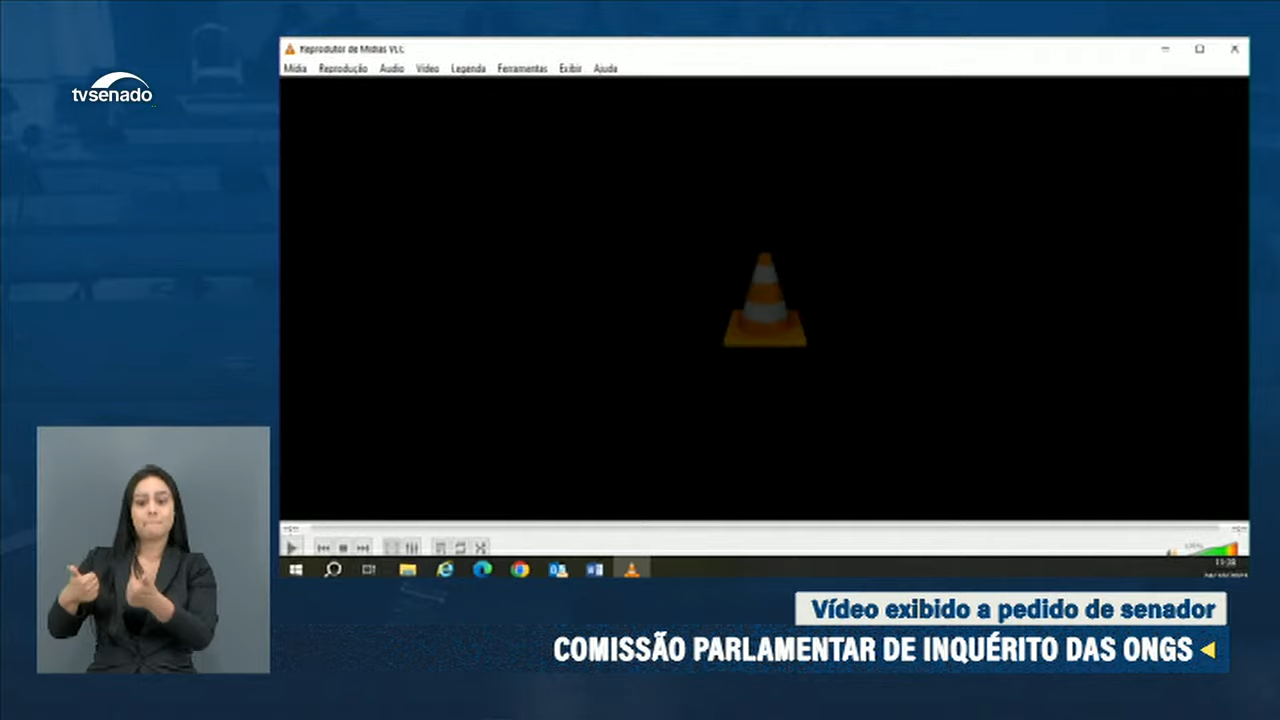 tvsenado
Reprodutor de Mídias VLC
Mídia Reprodução Áudio Vídeo Legenda Ferramentas Exibir Ajuda
Vídeo exibido a pedido de senador
COMISSÃO PARLAMENTAR DE INQUÉRITO DAS ONGS